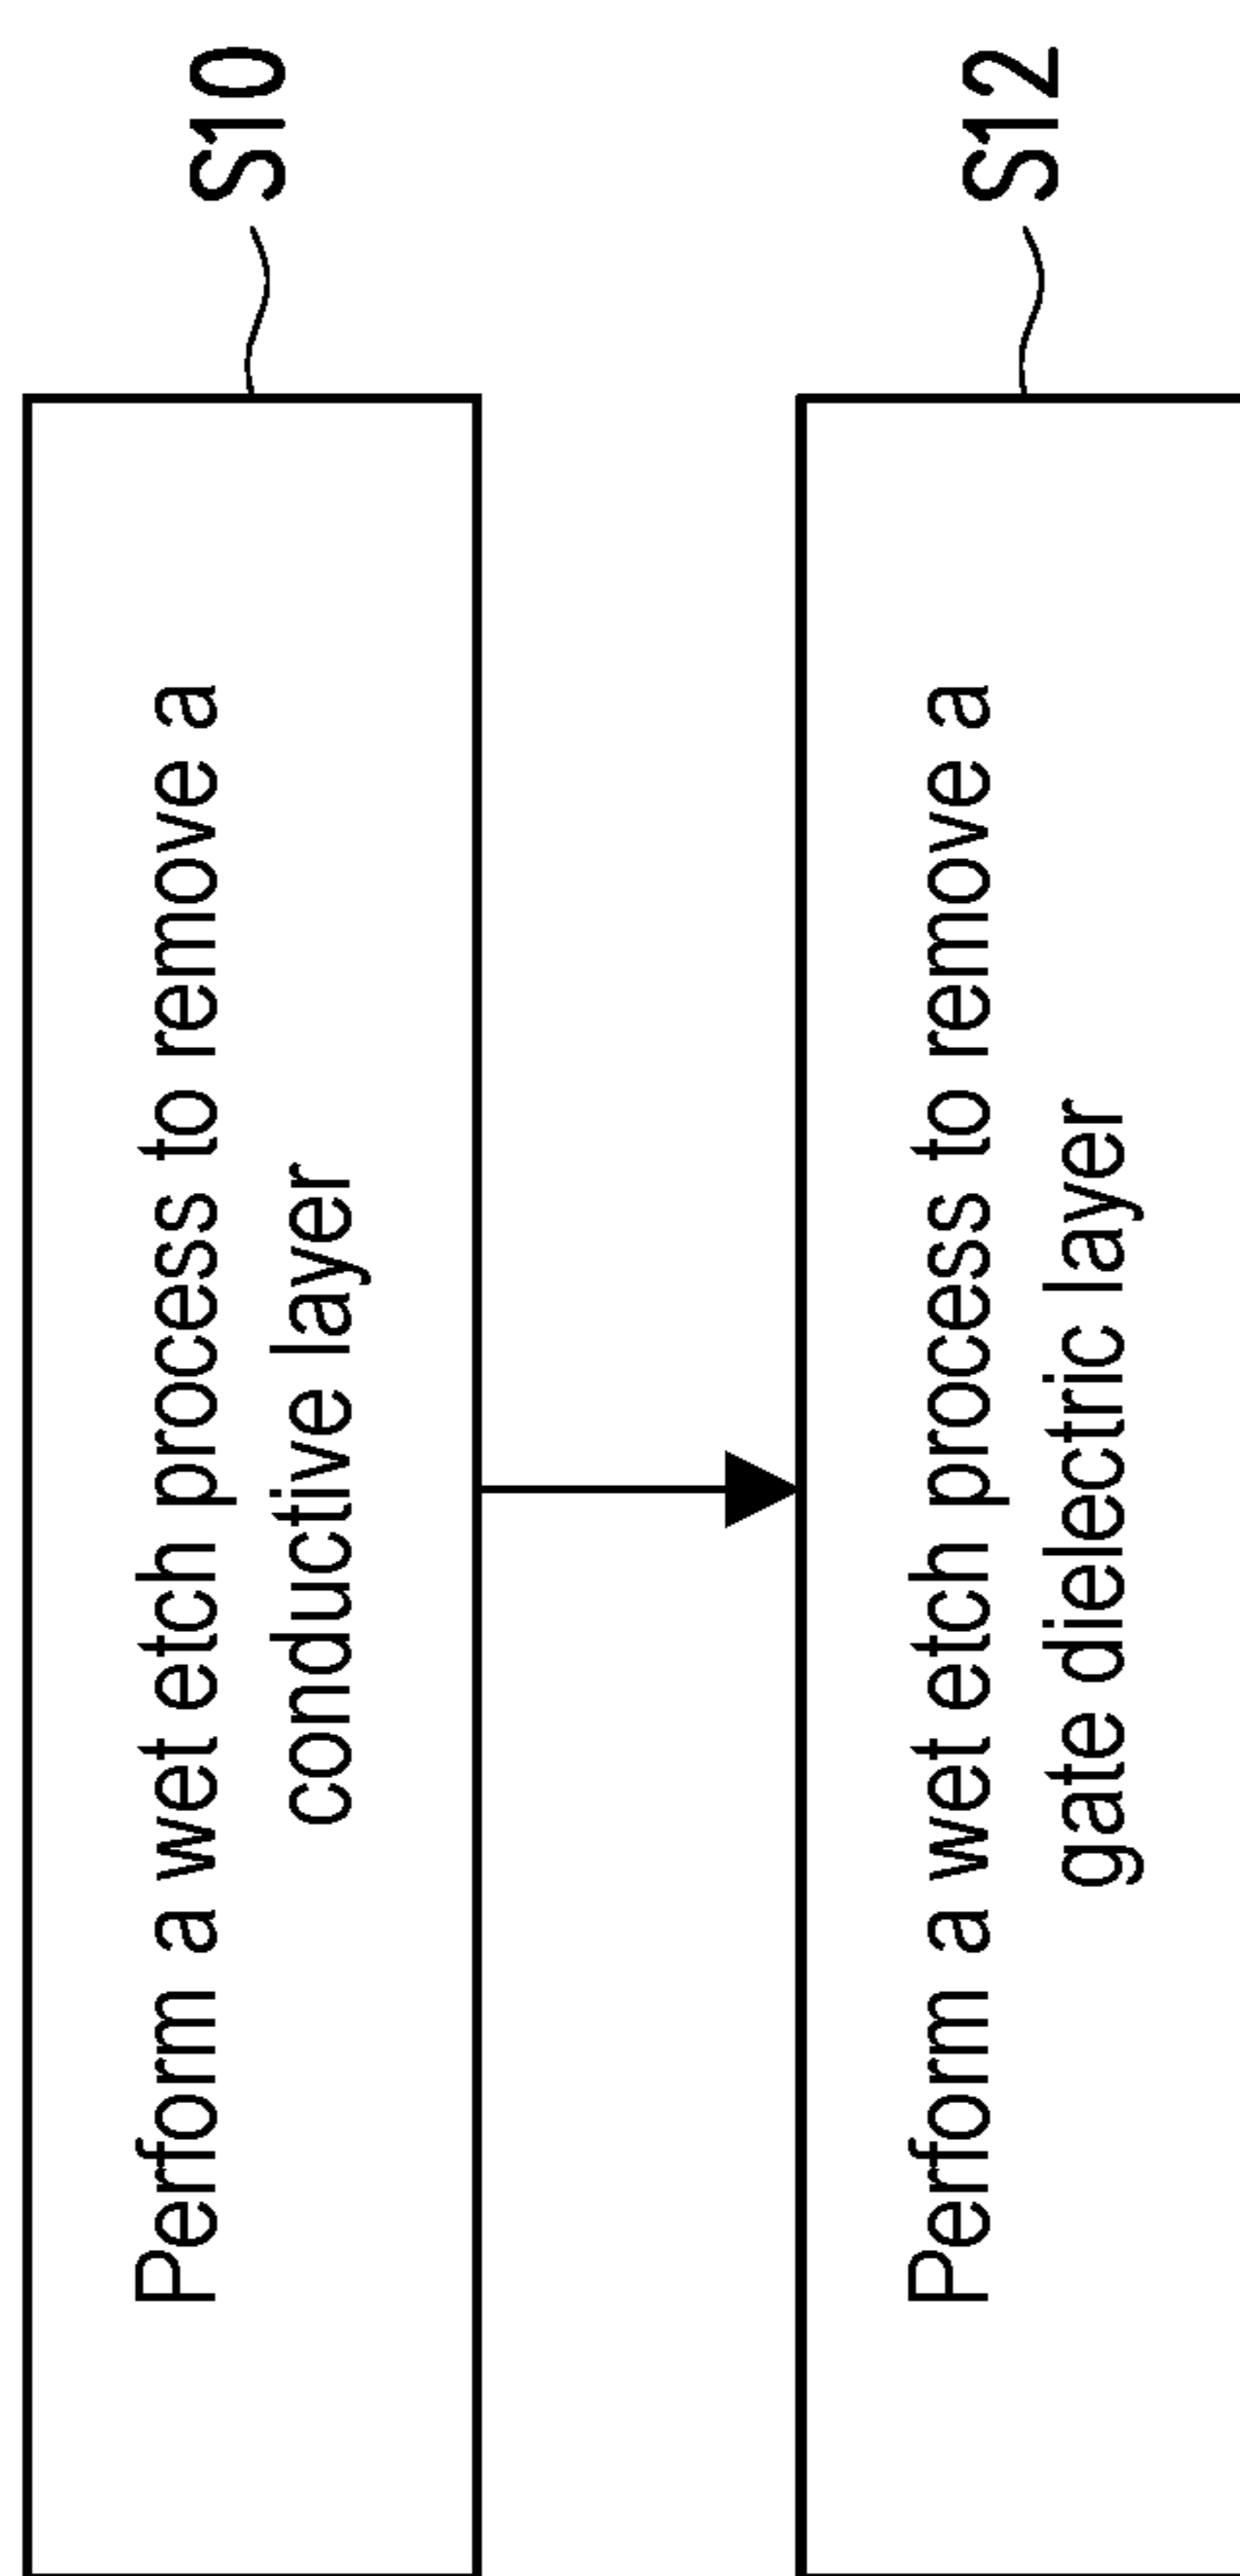 Perform a wet etch process to remove a
conductive layer
S10
Perform a wet etch process to remove a
gate dielectric layer
S12